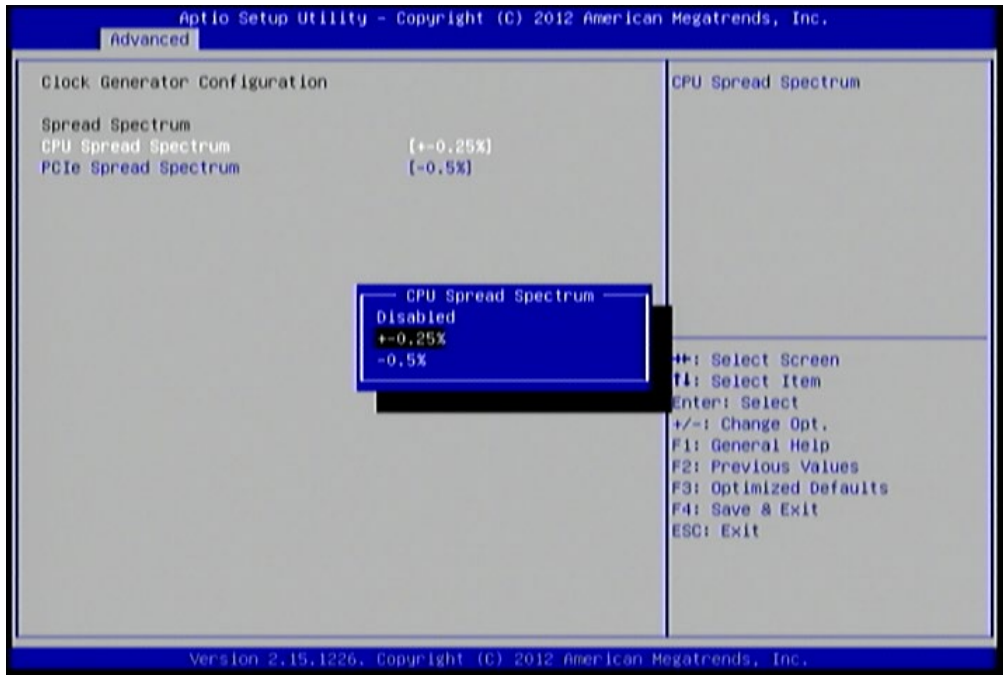 Aptio Setup Utility - Copyright (C) 2012 American Megatrends, Inc.
Advanced
Clock Generator Configuration
Spread Spectrum
CPU Spread Spectrum [+-0.25%]
PCIe Spread Spectrum [-0.5%]
CPU Spread Spectrum
Disabled
+-0.25%
-0.5%
CPU Spread Spectrum
→←: Select Screen
↑↓: Select Item
Enter: Select
+/-: Change Opt.
F1: General Help
F2: Previous Values
F3: Optimized Defaults
F4: Save & Exit
ESC: Exit
Version 2.15.1226. Copyright (C) 2012 American Megatrends, Inc.